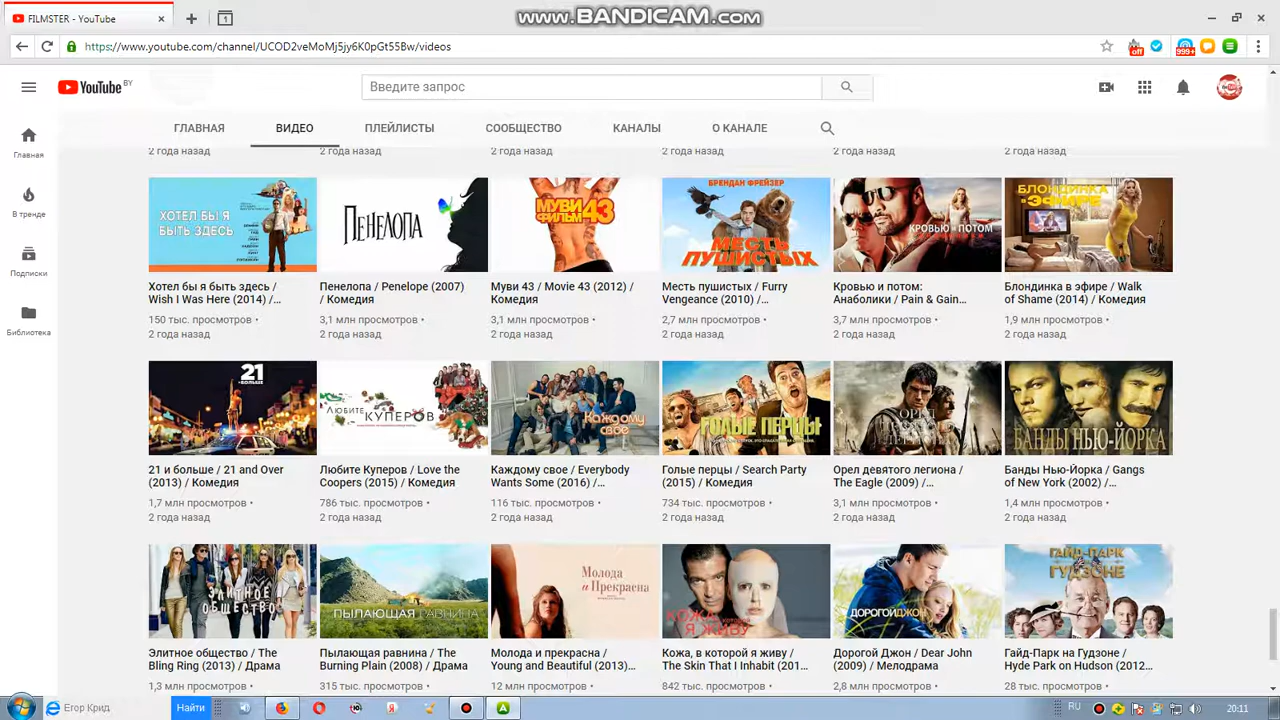 FILMSTER - YouTube
www.BANDICAM.com
https://www.youtube.com/channel/UCOD2veMoMj5jy6K0pGt55Bw/videos
off
999+
YouTube BY
Введите запрос
ГЛАВНАЯ ВИДЕО ПЛЕЙЛИСТЫ СООБЩЕСТВО КАНАЛЫ О КАНАЛЕ
Главная
В тренде
Подписки
Библиотека
2 года назад 2 года назад 2 года назад 2 года назад 2 года назад 2 года назад
ХОТЕЛ БЫ Я
БЫТЬ ЗДЕСЬ
ПЕНЕЛОПА
МУВИ
ФИЛЬМ 43
БРЕНДАН ФРЕЙЗЕР
МЕСТЬ
ПУШИСТЫХ
КРОВЬЮ И ПОТОМ
БЛОНДИНКА
В ЭФИРЕ
Хотел бы я быть здесь /
Wish I Was Here (2014) /...
150 тыс. просмотров •
2 года назад
Пенелопа / Penelope (2007)
/ Комедия
3,1 млн просмотров •
2 года назад
Муви 43 / Movie 43 (2012) /
Комедия
3,1 млн просмотров •
2 года назад
Месть пушистых / Furry
Vengeance (2010) /...
2,7 млн просмотров •
2 года назад
Кровью и потом:
Анаболики / Pain & Gain...
3,7 млн просмотров •
2 года назад
Блондинка в эфире / Walk
of Shame (2014) / Комедия
1,9 млн просмотров •
2 года назад
21
И БОЛЬШЕ
ЛЮБИТЕ
КУПЕРОВ
Каждому
свое
ГОЛЫЕ ПЕРЦЫ
ОРЕЛ
ДЕВЯТОГО
ЛЕГИОНА
БАНДЫ НЬЮ-ЙОРКА
21 и больше / 21 and Over
(2013) / Комедия
1,7 млн просмотров •
2 года назад
Любите Куперов / Love the
Coopers (2015) / Комедия
786 тыс. просмотров •
2 года назад
Каждому свое / Everybody
Wants Some (2016) /...
116 тыс. просмотров •
2 года назад
Голые перцы / Search Party
(2015) / Комедия
734 тыс. просмотров •
2 года назад
Орел девятого легиона /
The Eagle (2009) /...
3,1 млн просмотров •
2 года назад
Банды Нью-Йорка / Gangs
of New York (2002) /...
1,4 млн просмотров •
2 года назад
ЭЛИТНОЕ
ОБЩЕСТВО
ПЫЛАЮЩАЯ РАВНИНА
Молода
и Прекрасна
КОЖА, КОТОРОЙ
Я ЖИВУ
ДОРОГОЙ ДЖОН
ГАЙД-ПАРК
НА
ГУДЗОНЕ
Элитное общество / The
Bling Ring (2013) / Драма
1,3 млн просмотров •
Пылающая равнина / The
Burning Plain (2008) / Драма
315 тыс. просмотров •
Молода и прекрасна /
Young and Beautiful (2013)...
12 млн просмотров •
Кожа, в которой я живу /
The Skin That I Inhabit (201...
842 тыс. просмотров •
Дорогой Джон / Dear John
(2009) / Мелодрама
2,8 млн просмотров •
Гайд-Парк на Гудзоне /
Hyde Park on Hudson (2012...
28 тыс. просмотров •
Егор Крид Найти RU 20:11